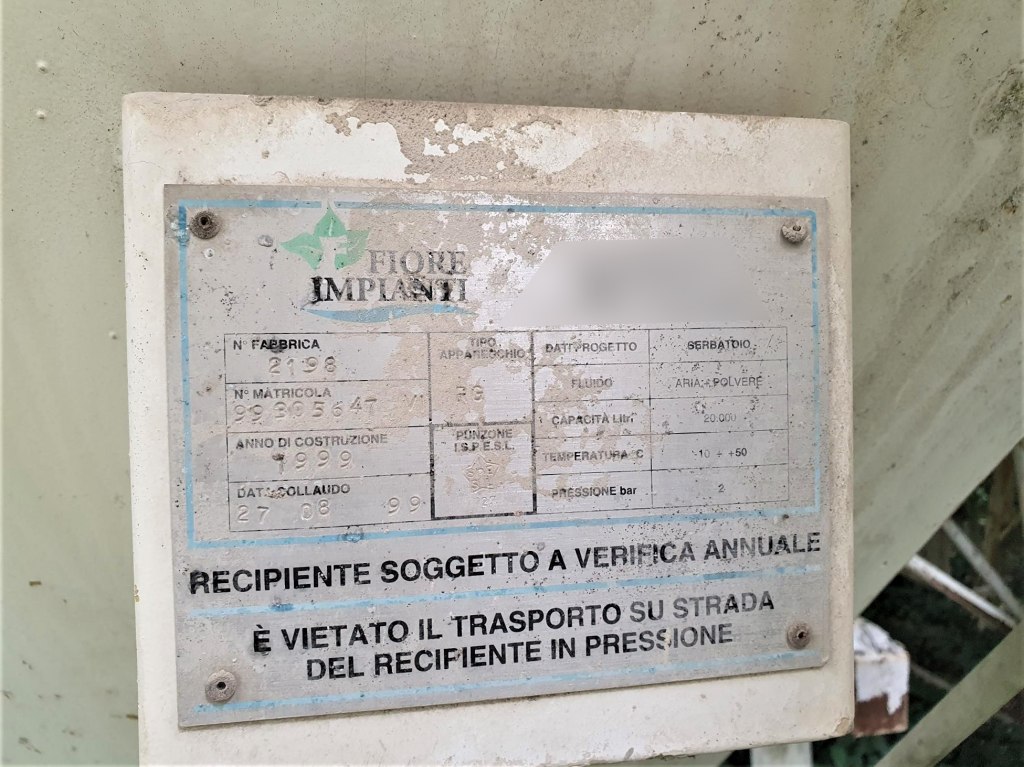 FIORE
IMPIANTI
N° FABBRICA
2198
N° MATRICOLA
ANNO DI COSTRUZIONE
1999
DATA COLLAUDO
27 08 99
TIPO
APPARECCHIO
PUNZONE
I.S.P.E.S.L.
DATI PROGETTO SERBATOIO
FLUIDO ARIA + POLVERE
CAPACITÀ Litri 20.000
TEMPERATURA °C -10 ÷ +50
PRESSIONE bar 2
RECIPIENTE SOGGETTO A VERIFICA ANNUALE
È VIETATO IL TRASPORTO SU STRADA
DEL RECIPIENTE IN PRESSIONE